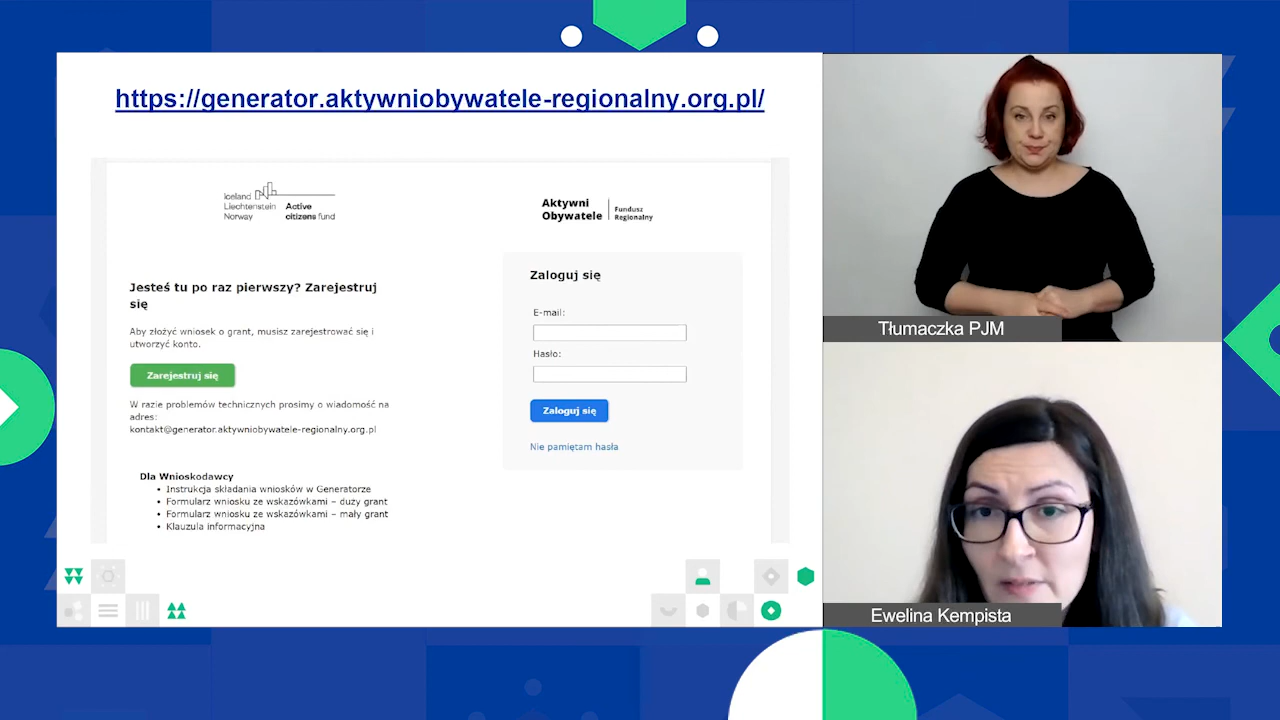 https://generator.aktywniobywatele-regionalny.org.pl/
Iceland
Liechtenstein
Norway
Active
citizens fund
Aktywni
Obywatele
Fundusz
Regionalny
Jesteś tu po raz pierwszy? Zarejestruj
się
Aby złożyć wniosek o grant, musisz zarejestrować się i
utworzyć konto.
Zarejestruj się
W razie problemów technicznych prosimy o wiadomość na
adres:
kontakt@generator.aktywniobywatele-regionalny.org.pl
Dla Wnioskodawcy
• Instrukcja składania wniosków w Generatorze
• Formularz wniosku ze wskazówkami – duży grant
• Formularz wniosku ze wskazówkami – mały grant
• Klauzula informacyjna
Zaloguj się
E-mail:
Hasło:
Zaloguj się
Nie pamiętam hasła
Tłumaczka PJM
Ewelina Kempista